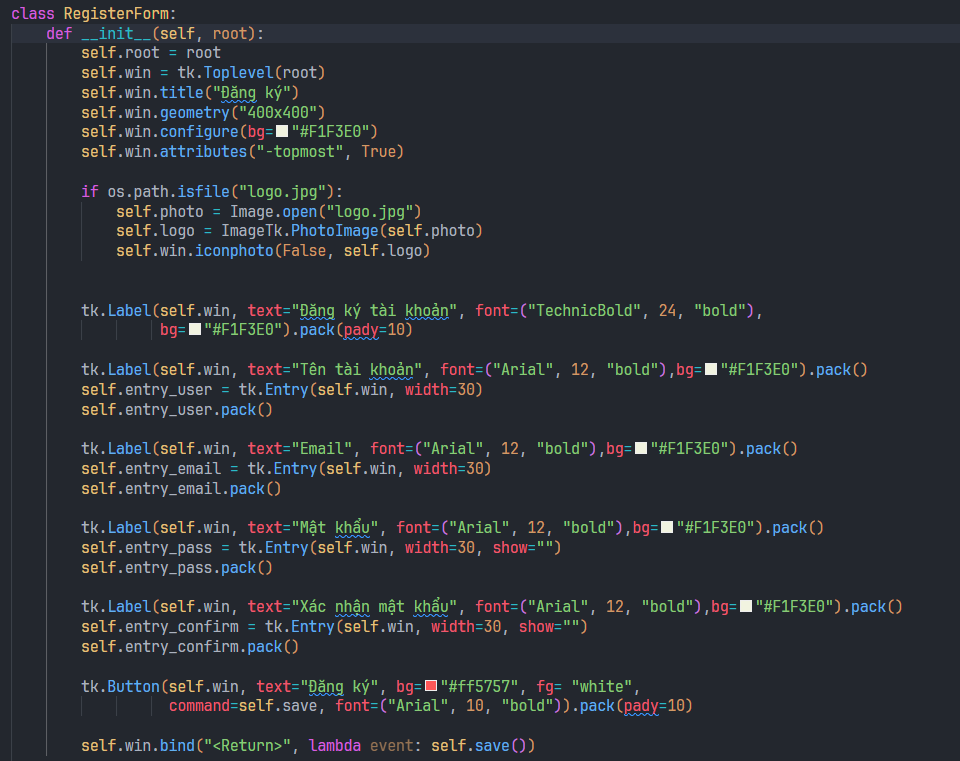 class RegisterForm:
    def __init__(self, root):
        self.root = root
        self.win = tk.Toplevel(root)
        self.win.title("Đăng ký")
        self.win.geometry("400x400")
        self.win.configure(bg="#F1F3E0")
        self.win.attributes("-topmost", True)

        if os.path.isfile("logo.jpg"):
            self.photo = Image.open("logo.jpg")
            self.logo = ImageTk.PhotoImage(self.photo)
            self.win.iconphoto(False, self.logo)


        tk.Label(self.win, text="Đăng ký tài khoản", font=("TechnicBold", 24, "bold"),
                 bg="#F1F3E0").pack(pady=10)

        tk.Label(self.win, text="Tên tài khoản", font=("Arial", 12, "bold"),bg="#F1F3E0").pack()
        self.entry_user = tk.Entry(self.win, width=30)
        self.entry_user.pack()

        tk.Label(self.win, text="Email", font=("Arial", 12, "bold"),bg="#F1F3E0").pack()
        self.entry_email = tk.Entry(self.win, width=30)
        self.entry_email.pack()

        tk.Label(self.win, text="Mật khẩu", font=("Arial", 12, "bold"),bg="#F1F3E0").pack()
        self.entry_pass = tk.Entry(self.win, width=30, show="")
        self.entry_pass.pack()

        tk.Label(self.win, text="Xác nhận mật khẩu", font=("Arial", 12, "bold"),bg="#F1F3E0").pack()
        self.entry_confirm = tk.Entry(self.win, width=30, show="")
        self.entry_confirm.pack()

        tk.Button(self.win, text="Đăng ký", bg="#ff5757", fg= "white",
                  command=self.save, font=("Arial", 10, "bold")).pack(pady=10)

        self.win.bind("<Return>", lambda event: self.save())